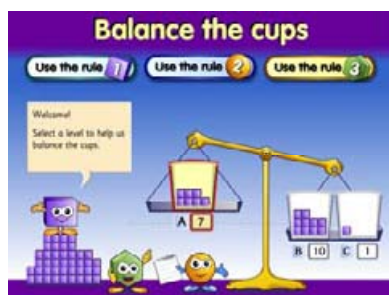 Balance the cups
Use the rule 1
Use the rule 2
Use the rule 3
Welcome!
Select a level to help us
balance the cups.
A 7
B 10 C 1